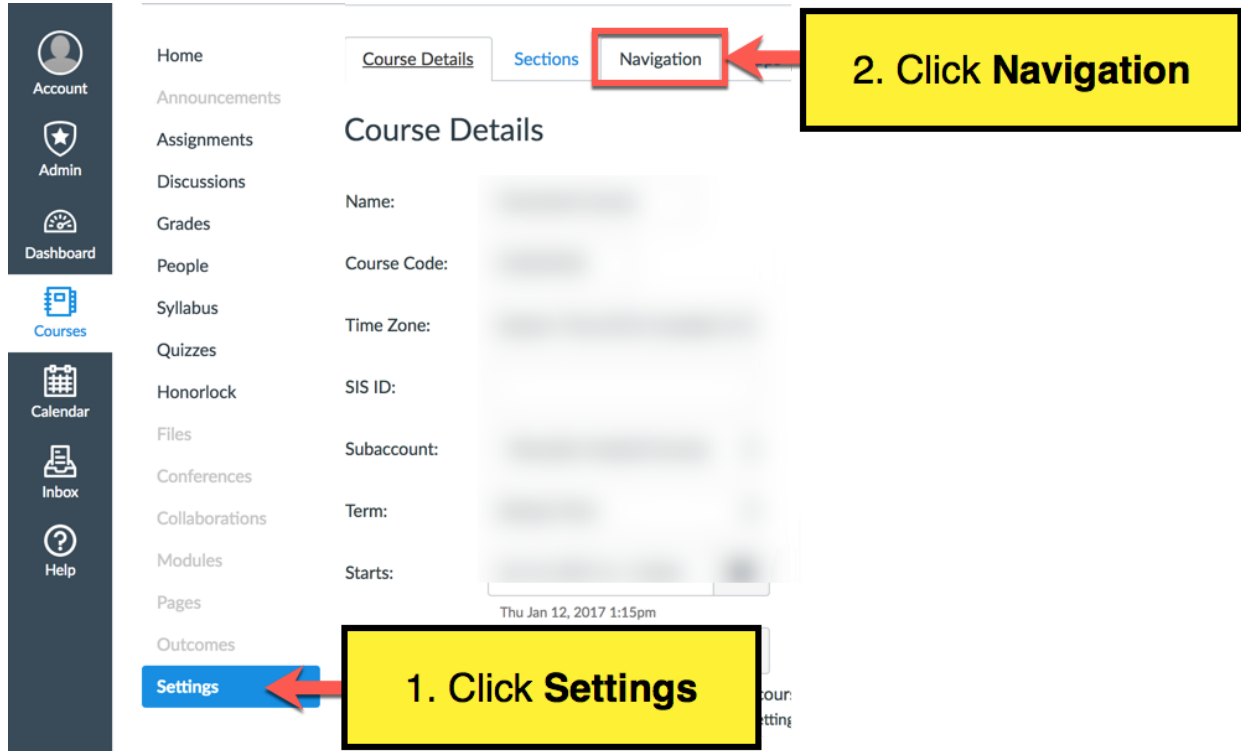 Account
Admin
Dashboard
Courses
Calendar
Inbox
Help
Home
Announcements
Assignments
Discussions
Grades
People
Syllabus
Quizzes
Honorlock
Files
Conferences
Collaborations
Modules
Pages
Outcomes
Settings
Course Details Sections Navigation
2. Click Navigation
Course Details
Name:
Course Code:
Time Zone:
SIS ID:
Subaccount:
Term:
Starts:
Thu Jan 12, 2017 1:15pm
1. Click Settings